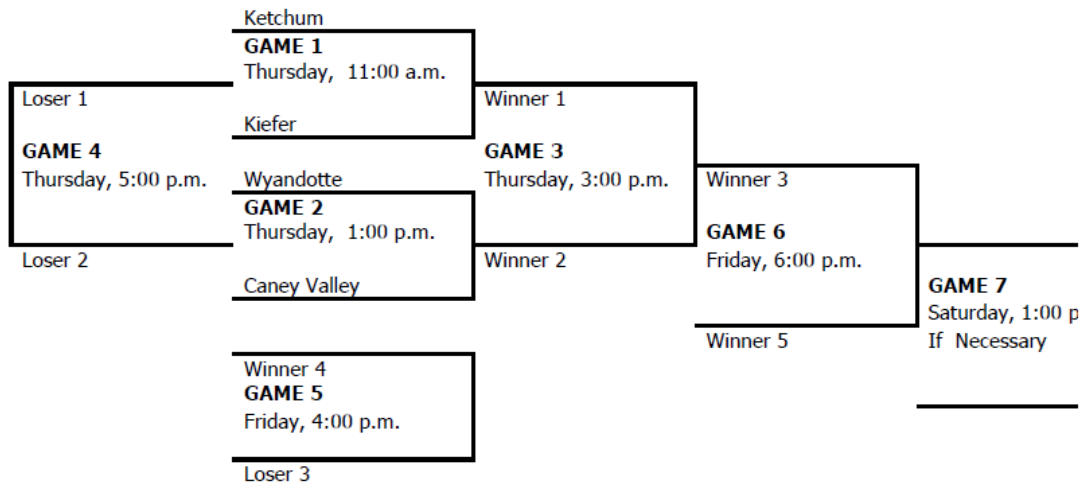 Ketchum
GAME 1
Thursday, 11:00 a.m.
Loser 1
Winner 1
Kiefer
GAME 4
GAME 3
Thursday, 5:00 p.m.
Wyandotte
Thursday, 3:00 p.m.
Winner 3
GAME 2
Thursday, 1:00 p.m.
GAME 6
Loser 2
Winner 2
Friday, 6:00 p.m.
Caney Valley
GAME 7
Saturday, 1:00 p
Winner 5
If Necessary
Winner 4
GAME 5
Friday, 4:00 p.m.
Loser 3